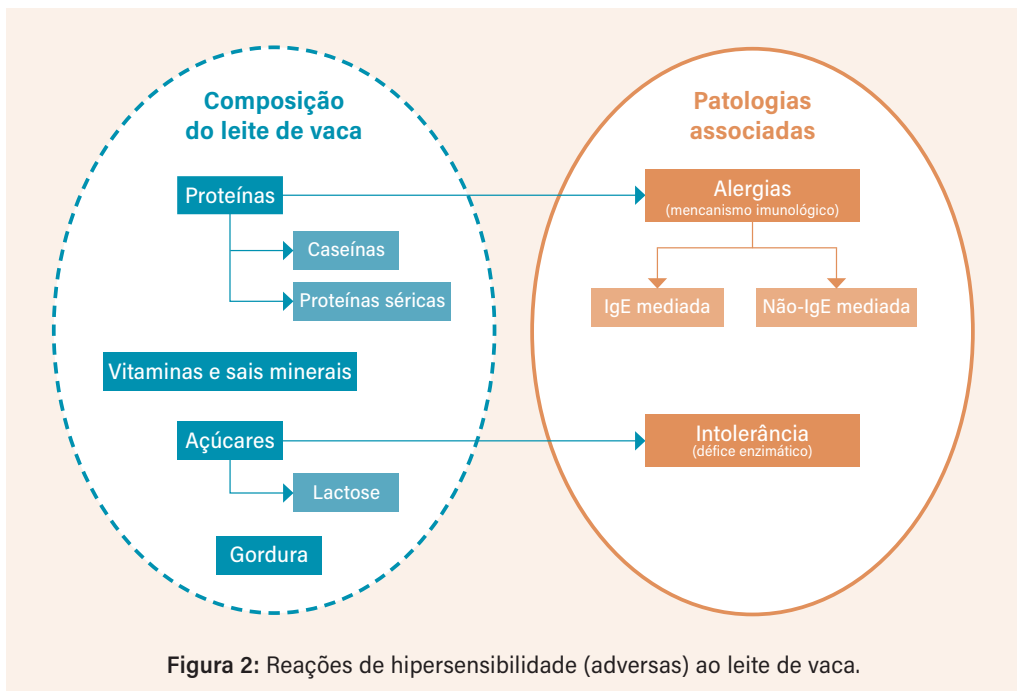 Composição
do leite de vaca
Proteínas
Caseínas
Proteínas séricas
Vitaminas e sais minerais
Açúcares
Lactose
Gordura
Patologias
associadas
Alergias
(mencanismo imunológico)
IgE mediada
Não-IgE mediada
Intolerância
(défice enzimático)
Figura 2: Reações de hipersensibilidade (adversas) ao leite de vaca.